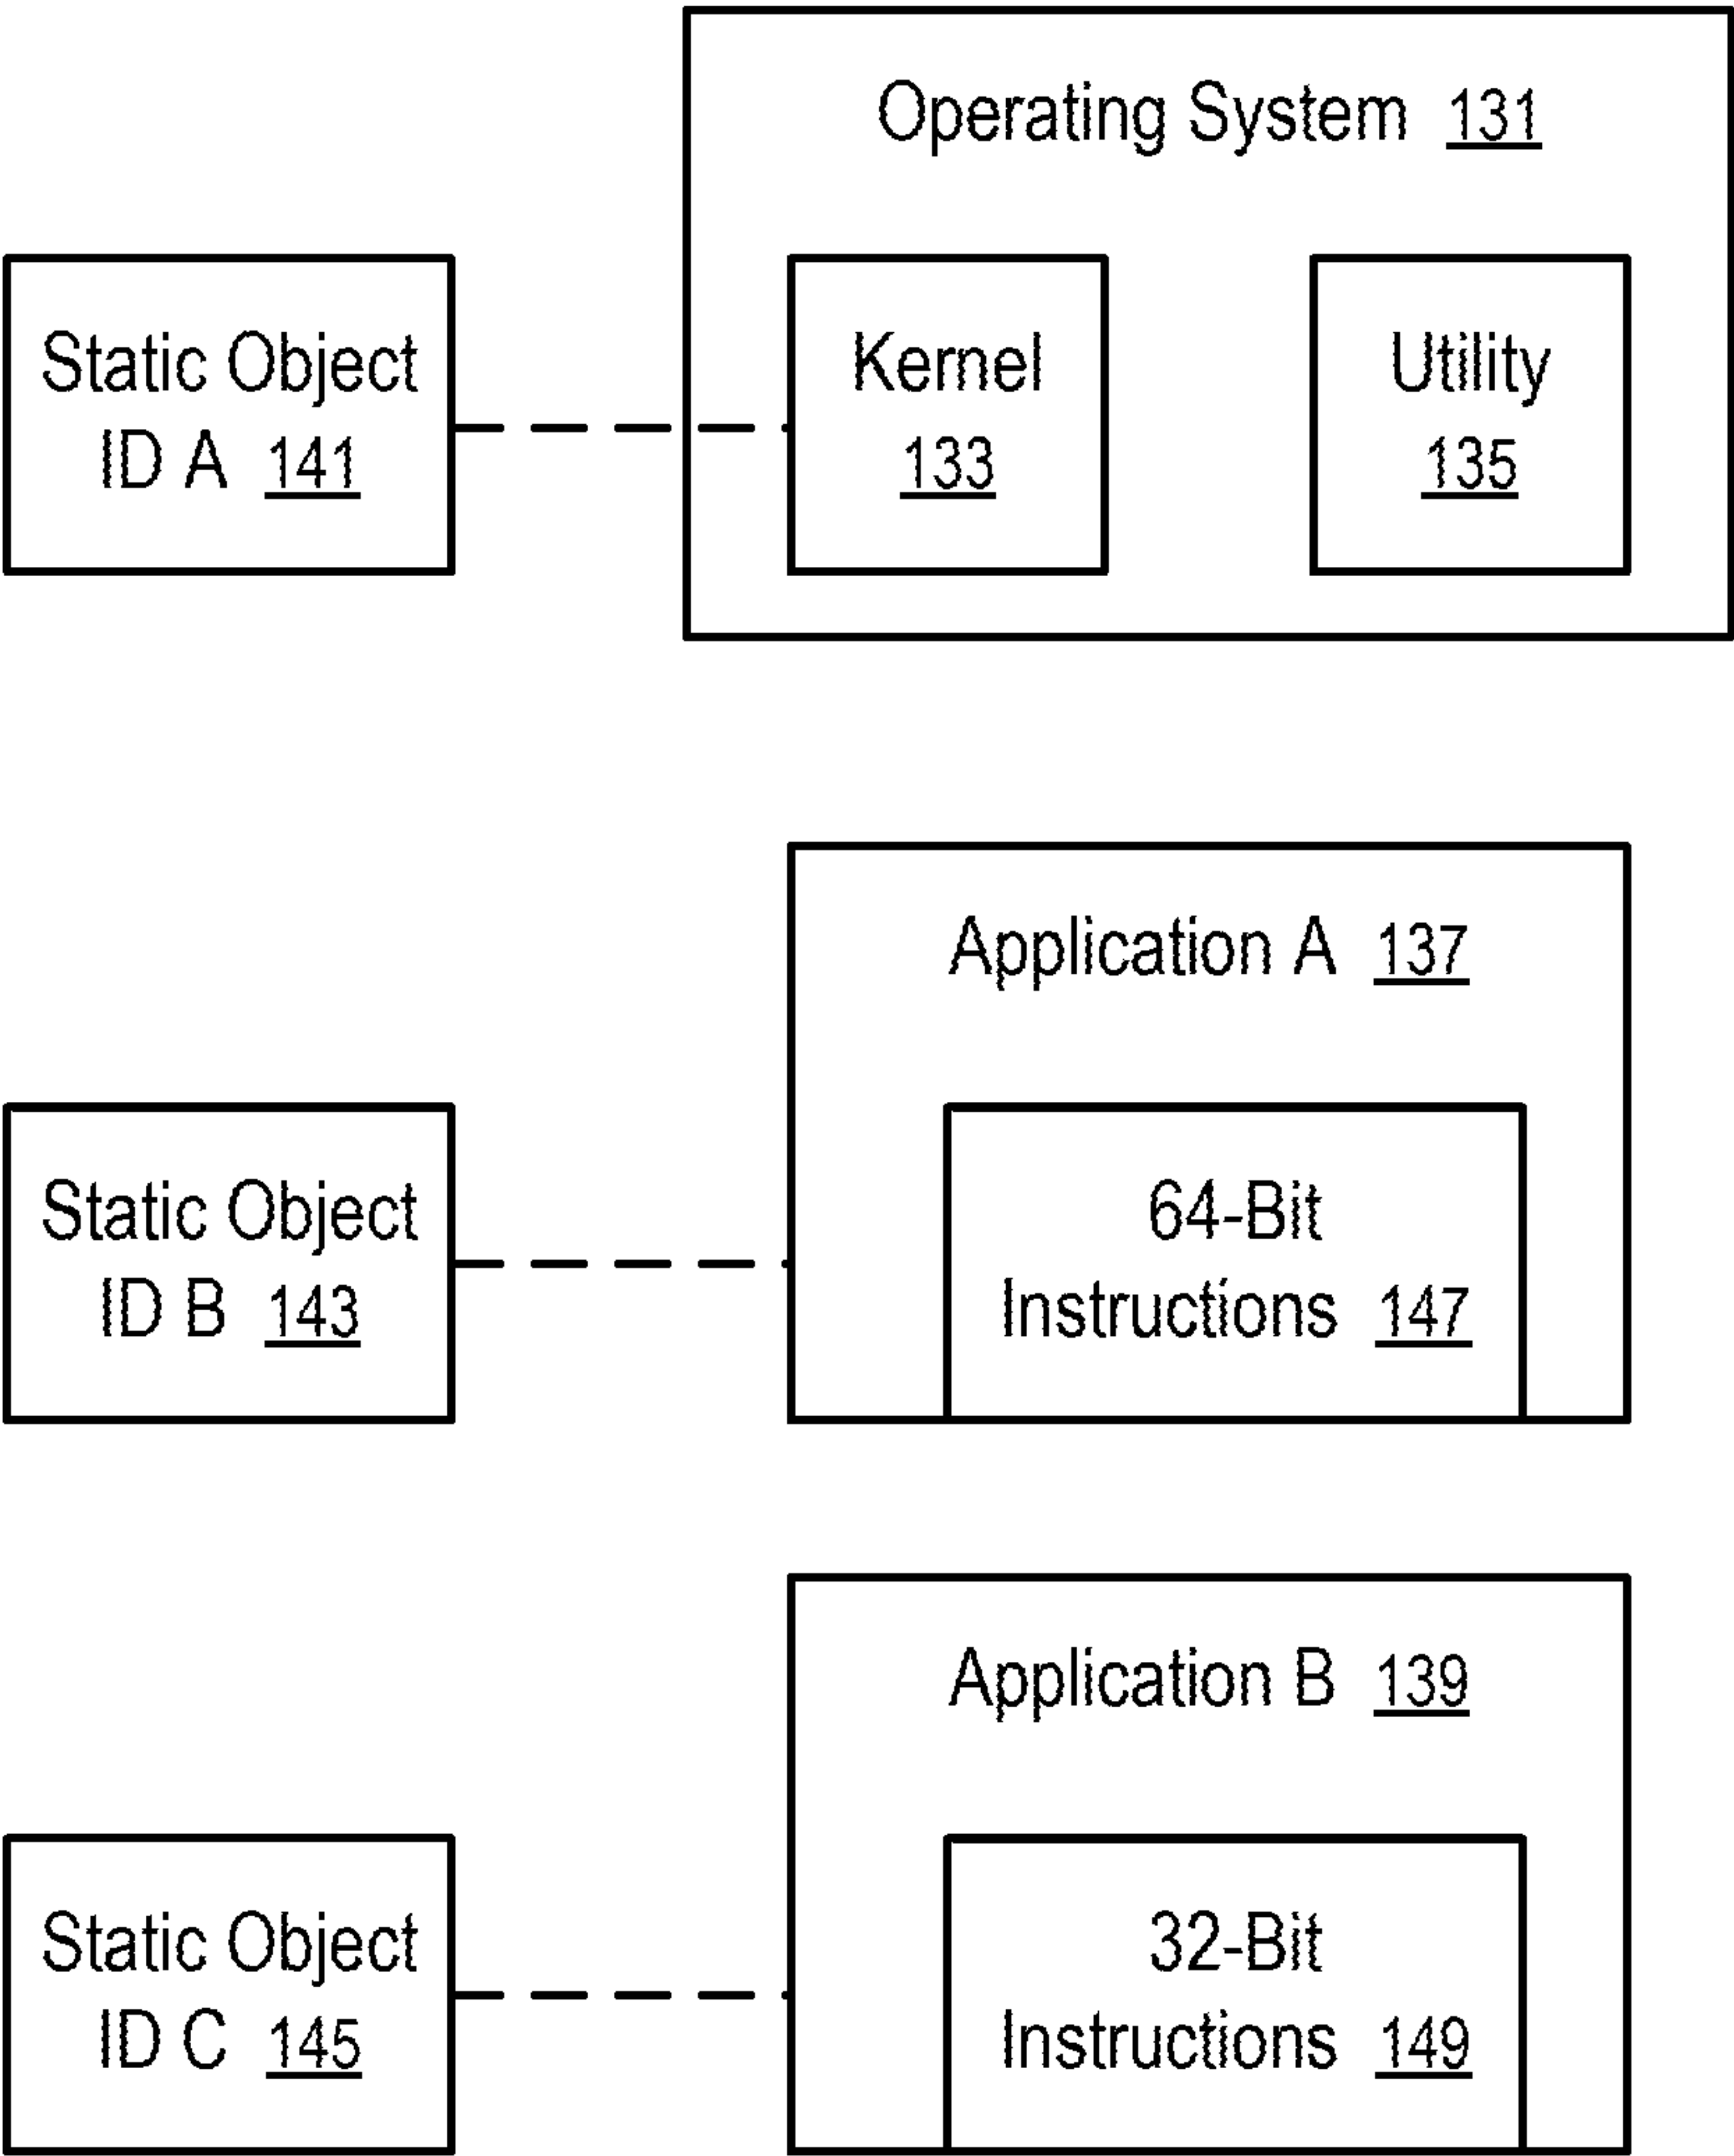 Operating System 131
Static Object
ID A 141
Kernel
133
Utility
135
Application A 137
Static Object
ID B 143
64-Bit
Instructions 147
Application B 139
Static Object
ID C 145
32-Bit
Instructions 149